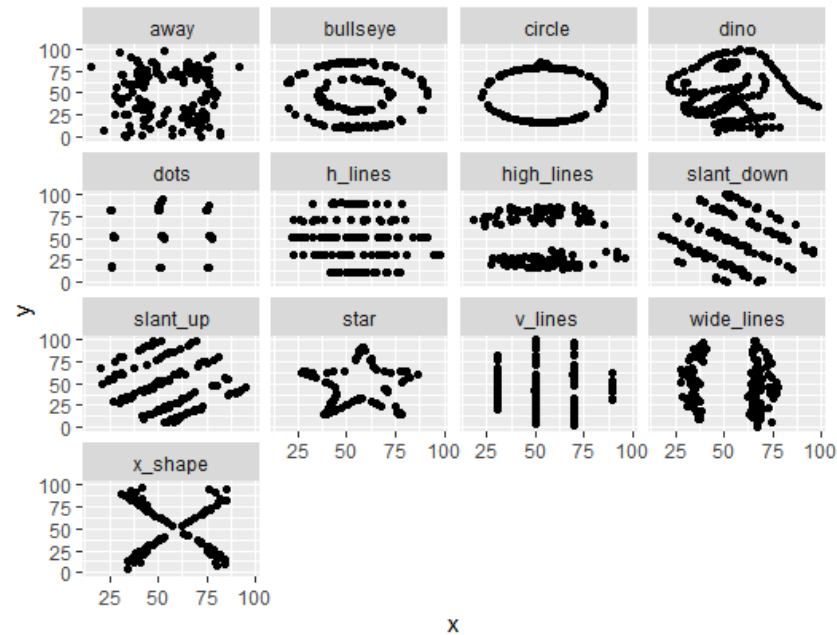 away bullseye circle dino
100
75
50
25
0
dots h_lines high_lines slant_down
100
75
50
25
0
y
slant_up star v_lines wide_lines
100
75
50
25
0
25 50 75 100 25 50 75 100 25 50 75 100
x_shape
100
75
50
25
0
25 50 75 100
x